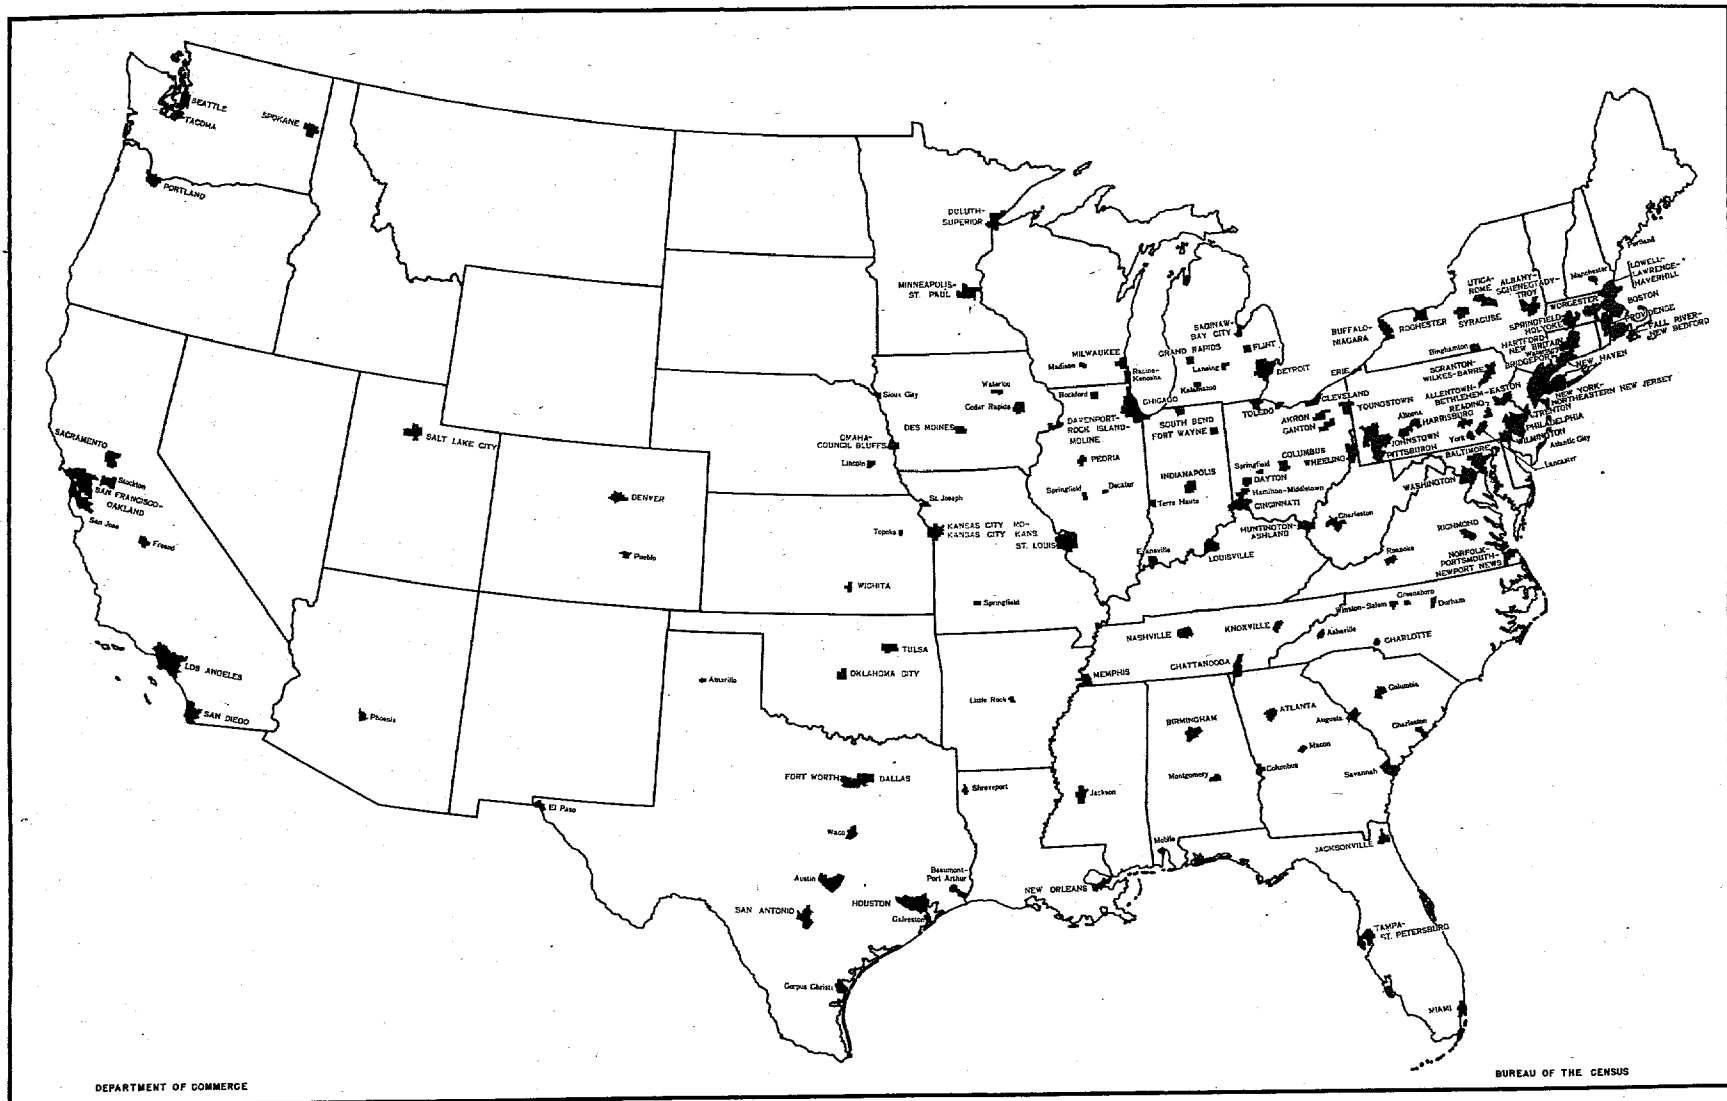 SEATTLE
TACOMA
SPOKANE
PORTLAND
DULUTH-
SUPERIOR
MINNEAPOLIS-
ST. PAUL
SAGINAW-
BAY CITY
GRAND RAPIDS
FLINT
MILWAUKEE
Madison
Lansing
DETROIT
Racine-
Kenosha
Kalamazoo
BUFFALO-
NIAGARA
ROCHESTER
SYRACUSE
UTICA-
ROME
ALBANY-
SCHENECTADY-
TROY
Manchester
Portland
LOWELL-
LAWRENCE-
HAVERHILL
WORCESTER
BOSTON
PROVIDENCE
FALL RIVER-
NEW BEDFORD
SPRINGFIELD-
HOLYOKE
HARTFORD-
NEW BRITAIN
BRIDGEPORT
NEW HAVEN
Binghamton
SCRANTON-
WILKES-BARRE
ERIE
ALLENTOWN-
BETHLEHEM-EASTON
READING
NEW YORK-
NORTHEASTERN NEW JERSEY
TRENTON
PHILADELPHIA
WILMINGTON
Atlantic City
Lancaster
Altoona
HARRISBURG
York
JOHNSTOWN
PITTSBURGH
BALTIMORE
WASHINGTON
CLEVELAND
YOUNGSTOWN
TOLEDO
AKRON
CANTON
COLUMBUS
WHEELING
Springfield
DAYTON
Hamilton-Middletown
CINCINNATI
Sioux City
Waterloo
Cedar Rapids
Rockford
CHICAGO
DES MOINES
DAVENPORT-
ROCK ISLAND-
MOLINE
SOUTH BEND
FORT WAYNE
OMAHA-
COUNCIL BLUFFS
Lincoln
PEORIA
Springfield
Decatur
INDIANAPOLIS
Terre Haute
SACRAMENTO
Stockton
SAN FRANCISCO-
OAKLAND
San Jose
Fresno
SALT LAKE CITY
DENVER
Pueblo
St. Joseph
Topeka
KANSAS CITY MO-
KANSAS CITY KANS.
ST. LOUIS
Evansville
LOUISVILLE
HUNTINGTON-
ASHLAND
Charleston
RICHMOND
Roanoke
NORFOLK-
PORTSMOUTH-
NEWPORT NEWS
WICHITA
Springfield
Winston-Salem
Greensboro
Durham
NASHVILLE
KNOXVILLE
Asheville
CHARLOTTE
LOS ANGELES
SAN DIEGO
Phoenix
Amarillo
TULSA
OKLAHOMA CITY
Little Rock
MEMPHIS
CHATTANOOGA
BIRMINGHAM
ATLANTA
Columbia
Augusta
Charleston
Macon
Montgomery
Columbus
Savannah
FORT WORTH
DALLAS
Shreveport
Jackson
El Paso
Waco
Mobile
JACKSONVILLE
Austin
Beaumont-
Port Arthur
NEW ORLEANS
SAN ANTONIO
HOUSTON
Galveston
TAMPA-
ST. PETERSBURG
Corpus Christi
MIAMI
DEPARTMENT OF COMMERCE
BUREAU OF THE CENSUS